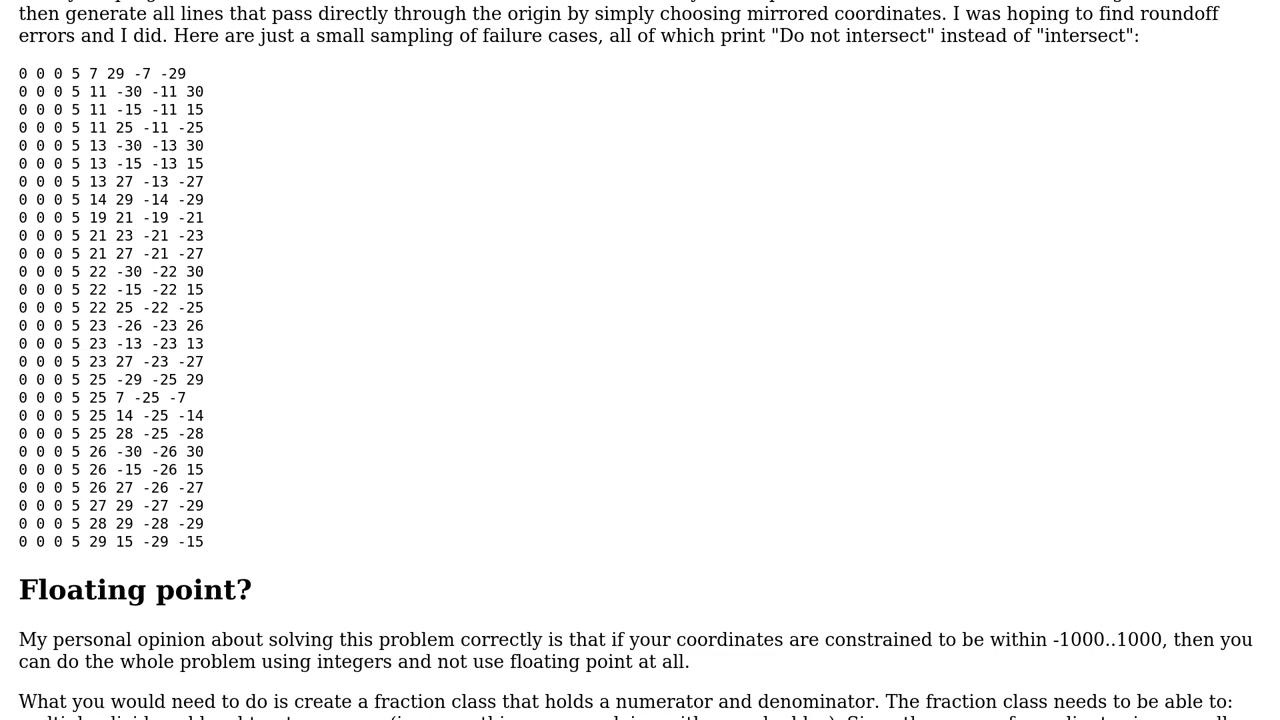 then generate all lines that pass directly through the origin by simply choosing mirrored coordinates. I was hoping to find roundoff
errors and I did. Here are just a small sampling of failure cases, all of which print "Do not intersect" instead of "intersect":
0 0 0 5 7 29 -7 -29
0 0 0 5 11 -30 -11 30
0 0 0 5 11 -15 -11 15
0 0 0 5 11 25 -11 -25
0 0 0 5 13 -30 -13 30
0 0 0 5 13 -15 -13 15
0 0 0 5 13 27 -13 -27
0 0 0 5 14 29 -14 -29
0 0 0 5 19 21 -19 -21
0 0 0 5 21 23 -21 -23
0 0 0 5 21 27 -21 -27
0 0 0 5 22 -30 -22 30
0 0 0 5 22 -15 -22 15
0 0 0 5 22 25 -22 -25
0 0 0 5 23 -26 -23 26
0 0 0 5 23 -13 -23 13
0 0 0 5 23 27 -23 -27
0 0 0 5 25 -29 -25 29
0 0 0 5 25 7 -25 -7
0 0 0 5 25 14 -25 -14
0 0 0 5 25 28 -25 -28
0 0 0 5 26 -30 -26 30
0 0 0 5 26 -15 -26 15
0 0 0 5 26 27 -26 -27
0 0 0 5 27 29 -27 -29
0 0 0 5 28 29 -28 -29
0 0 0 5 29 15 -29 -15
Floating point?
My personal opinion about solving this problem correctly is that if your coordinates are constrained to be within -1000..1000, then you
can do the whole problem using integers and not use floating point at all.
What you would need to do is create a fraction class that holds a numerator and denominator. The fraction class needs to be able to: